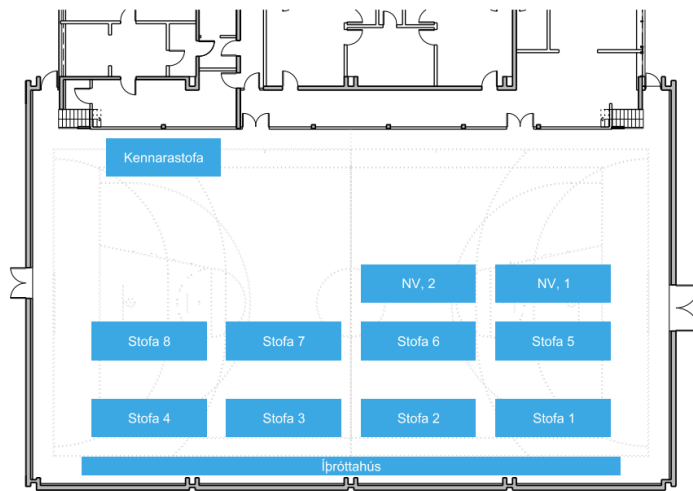 Kennarastofa
NV, 2
NV, 1
Stofa 8
Stofa 7
Stofa 6
Stofa 5
Stofa 4
Stofa 3
Stofa 2
Stofa 1
Íþróttahús